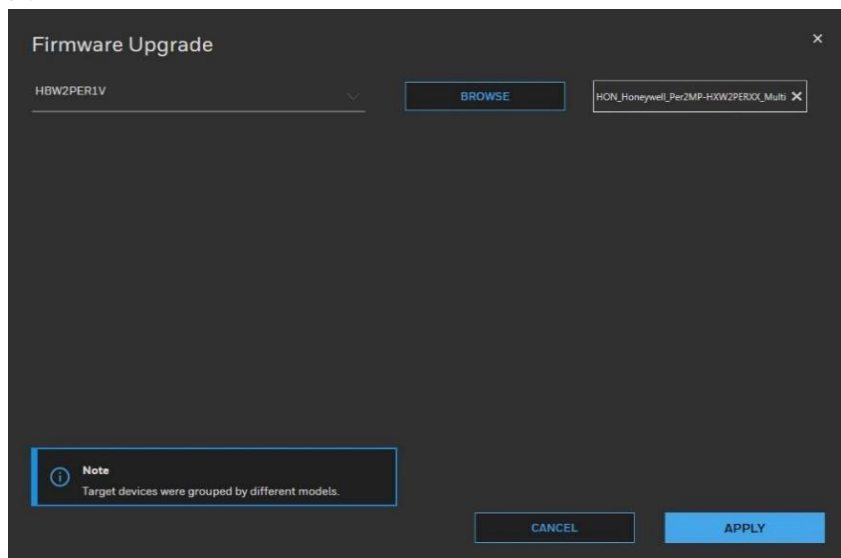 Firmware Upgrade
HBW2PER1V
BROWSE
HON_Honeywell_Per2MP-HXW2PERXX_Multi
Note
Target devices were grouped by different models.
CANCEL
APPLY